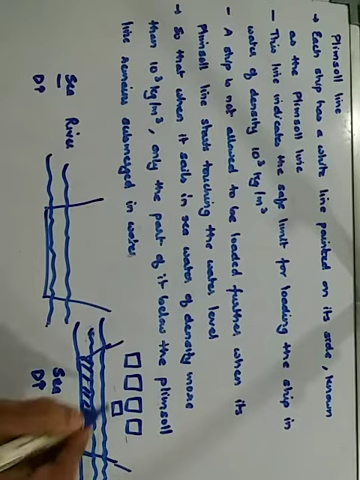 Plimsoll line
→ Each ship has a white line painted on its side, known
as the Plimsoll line
- This line indicates the safe limit for loading the ship in
water of density 10³ kg/m³
- A ship is not allowed to be loaded further when its
Plimsoll line starts touching the water level
→ So that when it sails in sea water of density more
than 10³ kg/m³, only the part of it below the plimsoll
line remains submerged in water
Sea River
DP
Sea
DP